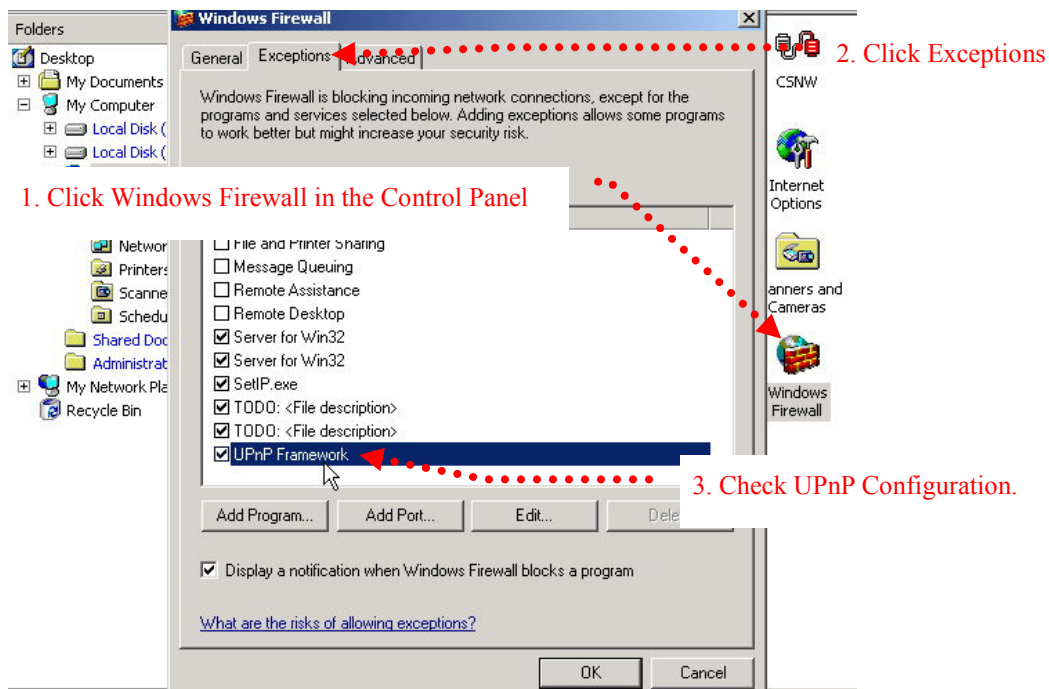 Folders
Desktop
My Documents
My Computer
Local Disk (
Local Disk (
Networ
Printers
Scanne
Schedu
Shared Doc
Administrat
My Network Pla
Recycle Bin
Windows Firewall
General Exceptions Advanced
Windows Firewall is blocking incoming network connections, except for the
programs and services selected below. Adding exceptions allows some programs
to work better but might increase your security risk.
1. Click Windows Firewall in the Control Panel
File and Printer Sharing
Message Queuing
Remote Assistance
Remote Desktop
Server for Win32
Server for Win32
SetIP.exe
TODO: <File description>
TODO: <File description>
UPnP Framework
Add Program... Add Port... Edit... Dele
Display a notification when Windows Firewall blocks a program
What are the risks of allowing exceptions?
OK Cancel
2. Click Exceptions
CSNW
Internet
Options
anners and
Cameras
Windows
Firewall
3. Check UPnP Configuration.